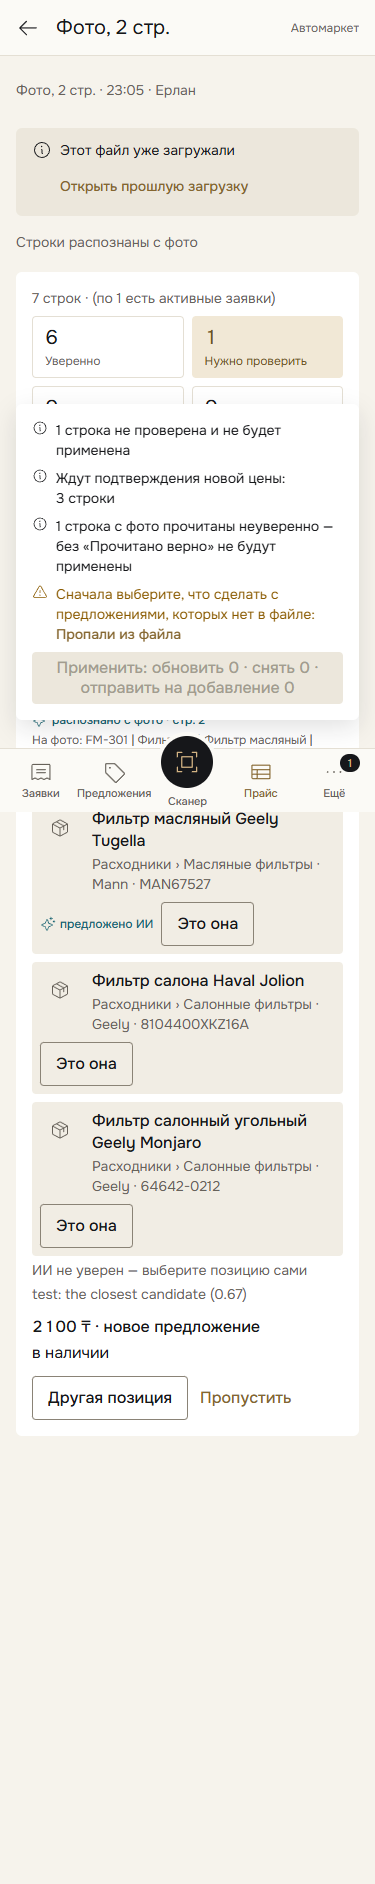 Фото, 2 стр.
Автомаркет
Фото, 2 стр. · 23:05 · Ерлан
Этот файл уже загружали
Открыть прошлую загрузку
Строки распознаны с фото
7 строк · (по 1 есть активные заявки)
6
1
Уверенно
Нужно проверить
1 строка не проверена и не будет
применена
Ждут подтверждения новой цены:
3 строки
1 строка с фото прочитаны неуверенно —
без «Прочитано верно» не будут
применены
Сначала выберите, что сделать с
предложениями, которых нет в файле:
Пропали из файла
Применить: обновить 0 · снять 0 ·
отправить на добавление 0
распознано с фото · стр. 2
На фото: FM-301 | Фильтр масляный |
Заявки
Предложения
Сканер
Прайс
Ещё
1
Фильтр масляный Geely
Tugella
Расходники › Масляные фильтры ·
Mann · MAN67527
предложено ИИ
Это она
Фильтр салона Haval Jolion
Расходники › Салонные фильтры ·
Geely · 8104400XKZ16A
Это она
Фильтр салонный угольный
Geely Monjaro
Расходники › Салонные фильтры ·
Geely · 64642-0212
Это она
ИИ не уверен — выберите позицию сами
test: the closest candidate (0.67)
2 100 ₸ · новое предложение
в наличии
Другая позиция
Пропустить